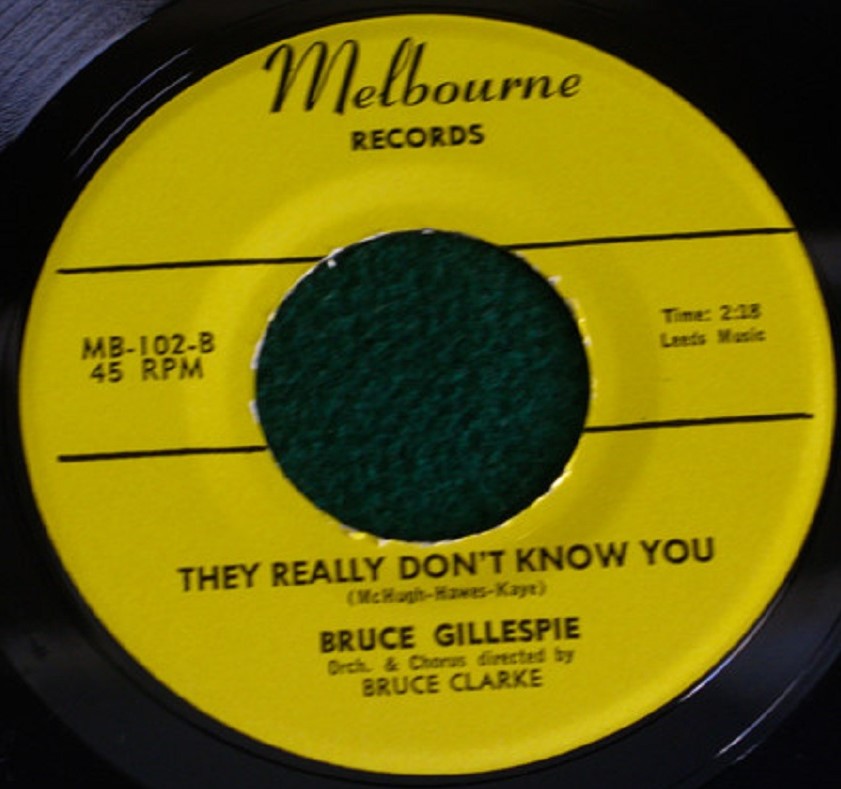 Melbourne
RECORDS
MB-102-B
45 RPM
Time: 2:18
Leeds Music
THEY REALLY DON'T KNOW YOU
(McHugh-Hawes-Kaye)
BRUCE GILLESPIE
Orch. & Chorus directed by
BRUCE CLARKE